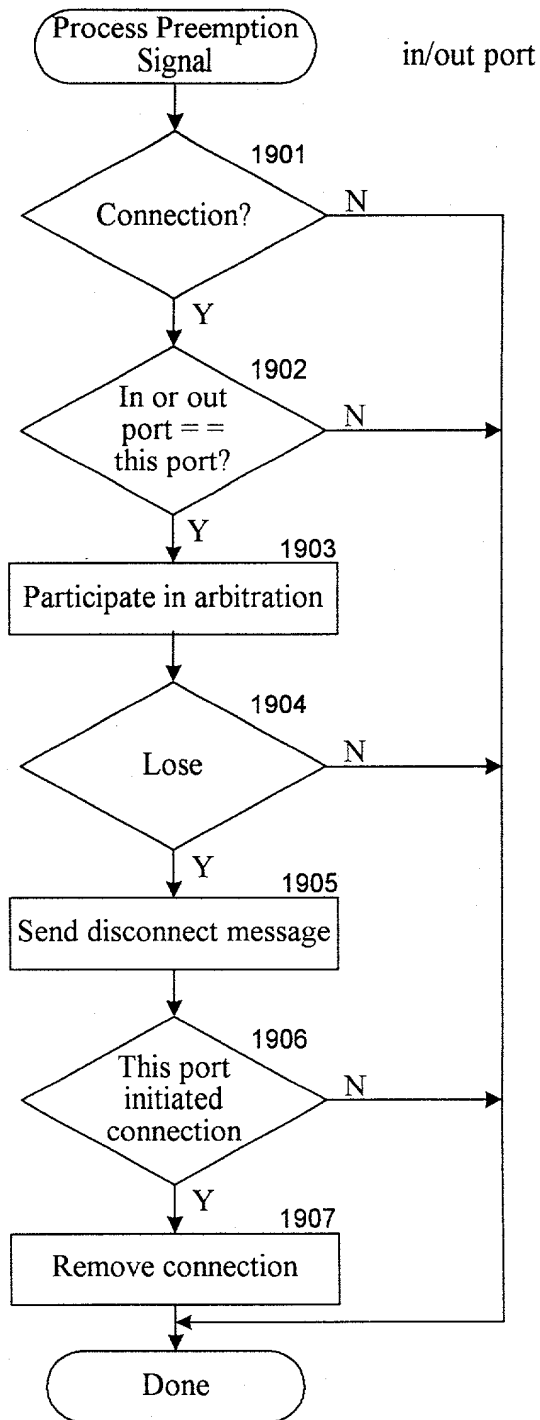 Process Preemption
Signal
in/out port
1901
Connection?
N
Y
1902
In or out
port = =
this port?
N
Y
1903
Participate in arbitration
1904
Lose
N
Y
1905
Send disconnect message
1906
This port
initiated
connection
N
Y
1907
Remove connection
Done